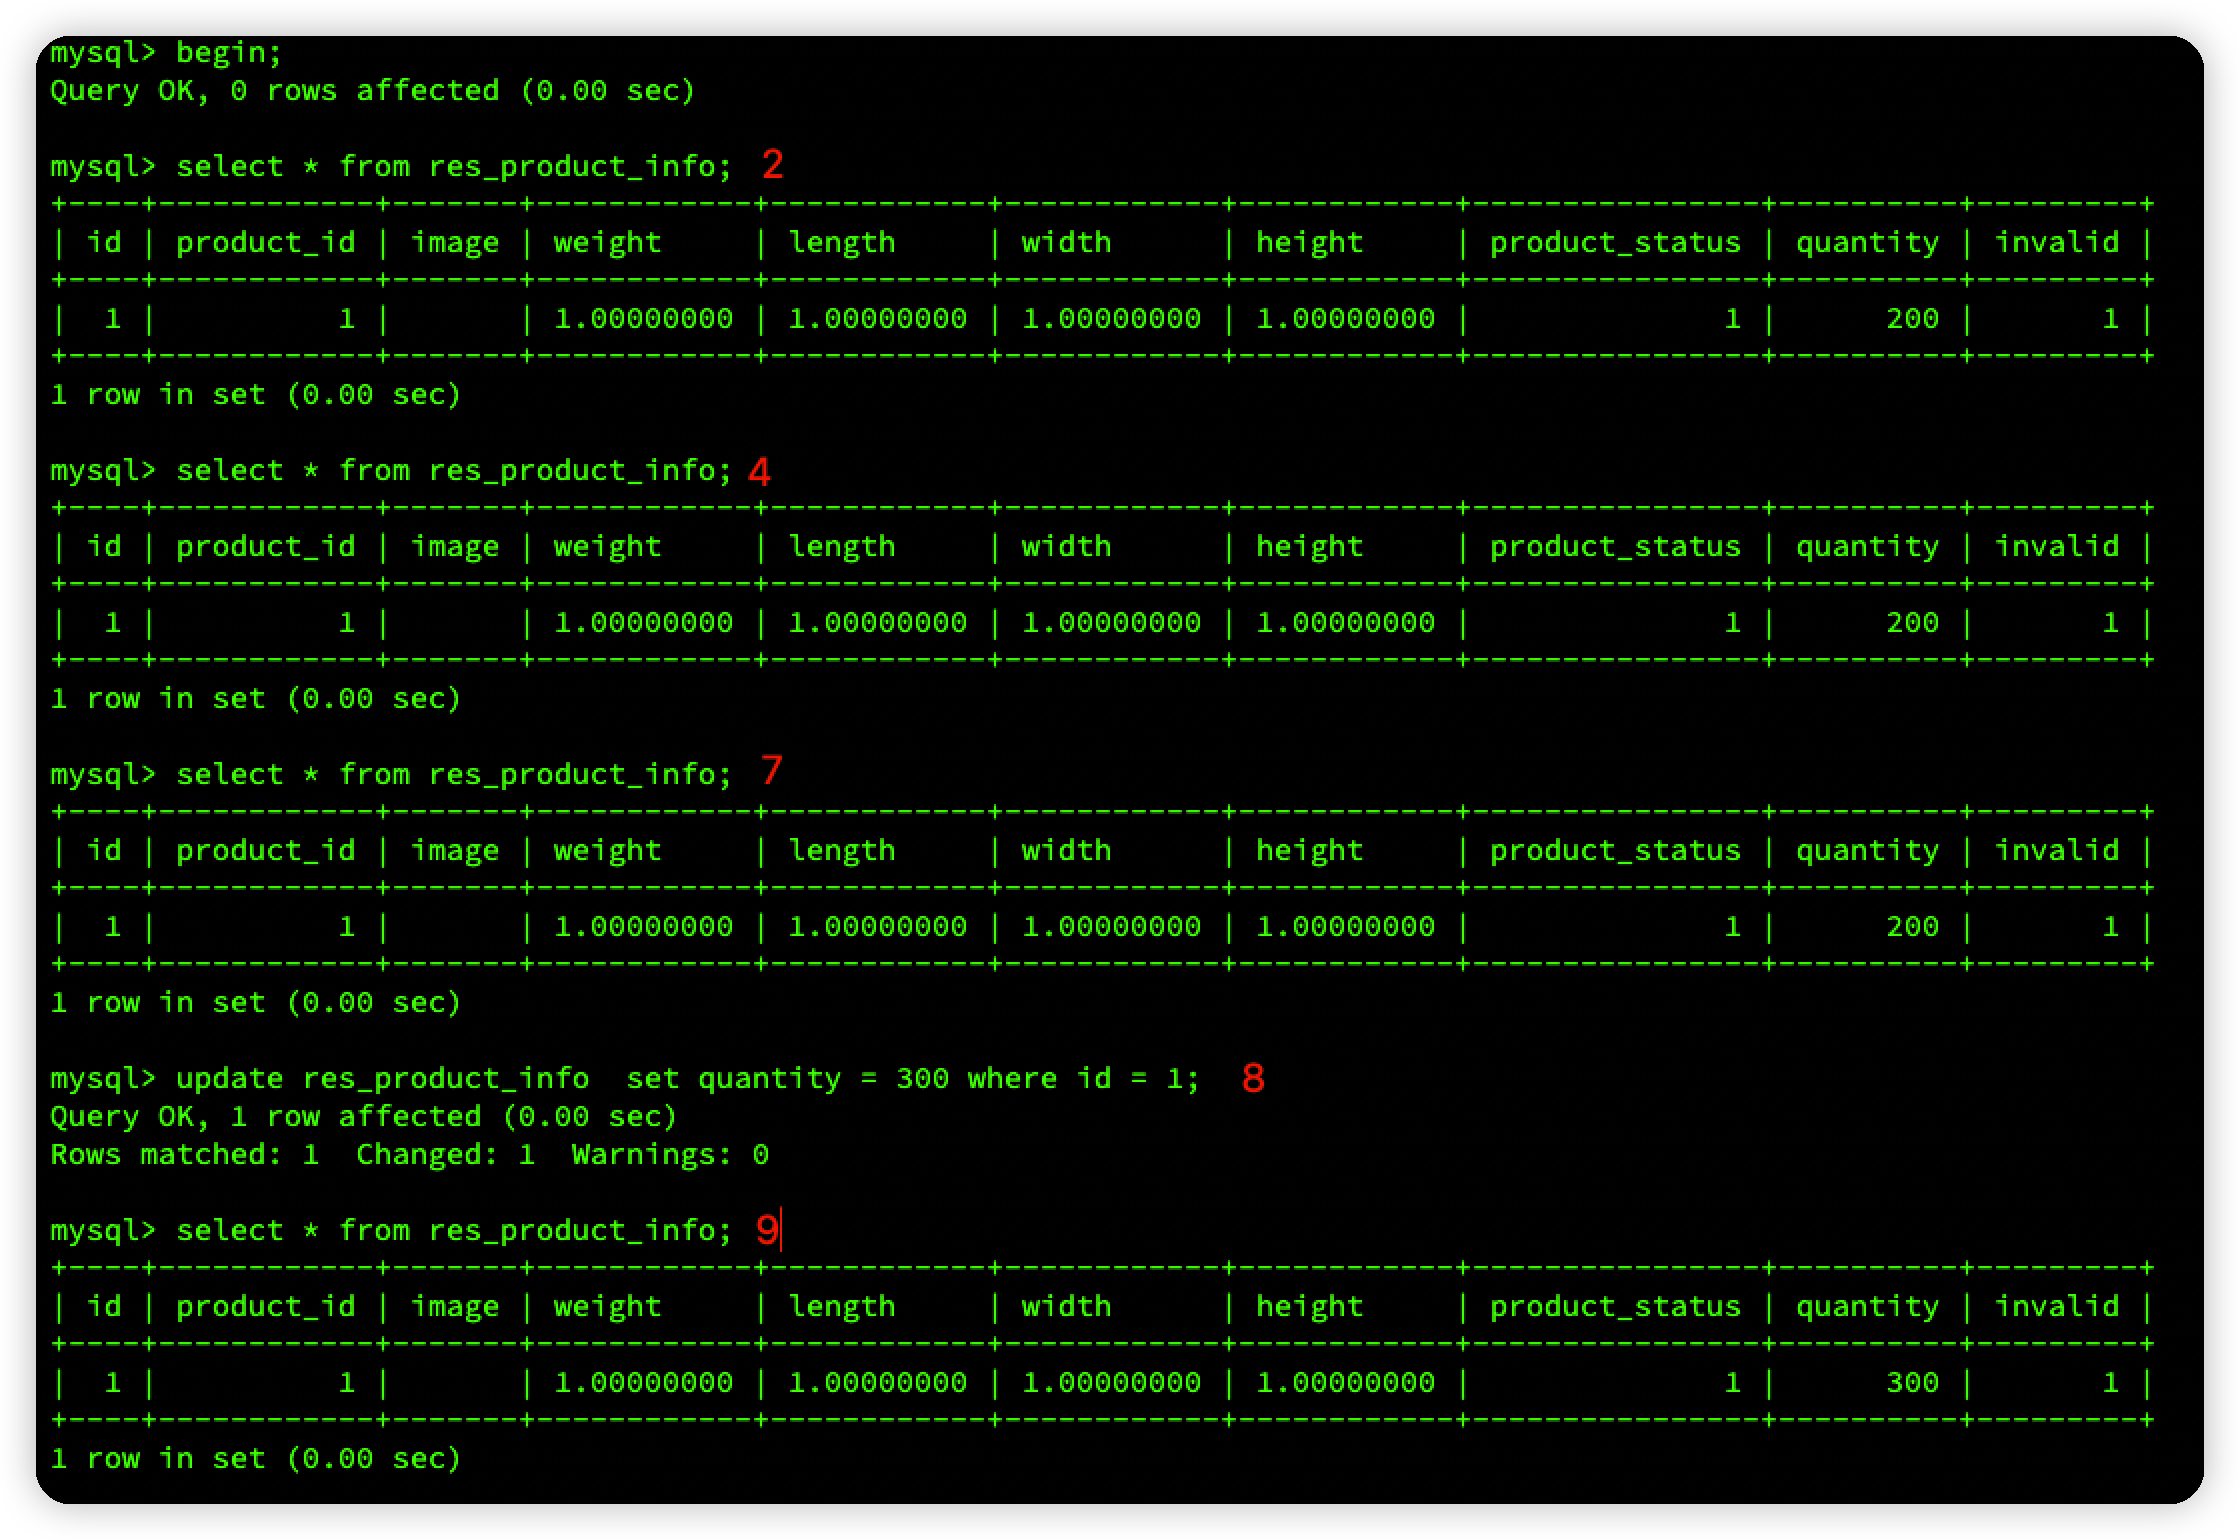 mysql> begin;
Query OK, 0 rows affected (0.00 sec)
mysql> select * from res_product_info; 2
+----+------------+-------+------------+------------+------------+------------+----------------+----------+---------+
| id | product_id | image | weight     | length     | width      | height     | product_status | quantity | invalid |
+----+------------+-------+------------+------------+------------+------------+----------------+----------+---------+
|  1 |          1 |       | 1.00000000 | 1.00000000 | 1.00000000 | 1.00000000 |              1 |      200 |       1 |
+----+------------+-------+------------+------------+------------+------------+----------------+----------+---------+
1 row in set (0.00 sec)
mysql> select * from res_product_info; 4
+----+------------+-------+------------+------------+------------+------------+----------------+----------+---------+
| id | product_id | image | weight     | length     | width      | height     | product_status | quantity | invalid |
+----+------------+-------+------------+------------+------------+------------+----------------+----------+---------+
|  1 |          1 |       | 1.00000000 | 1.00000000 | 1.00000000 | 1.00000000 |              1 |      200 |       1 |
+----+------------+-------+------------+------------+------------+------------+----------------+----------+---------+
1 row in set (0.00 sec)
mysql> select * from res_product_info; 7
+----+------------+-------+------------+------------+------------+------------+----------------+----------+---------+
| id | product_id | image | weight     | length     | width      | height     | product_status | quantity | invalid |
+----+------------+-------+------------+------------+------------+------------+----------------+----------+---------+
|  1 |          1 |       | 1.00000000 | 1.00000000 | 1.00000000 | 1.00000000 |              1 |      200 |       1 |
+----+------------+-------+------------+------------+------------+------------+----------------+----------+---------+
1 row in set (0.00 sec)
mysql> update res_product_info  set quantity = 300 where id = 1; 8
Query OK, 1 row affected (0.00 sec)
Rows matched: 1  Changed: 1  Warnings: 0
mysql> select * from res_product_info; 9
+----+------------+-------+------------+------------+------------+------------+----------------+----------+---------+
| id | product_id | image | weight     | length     | width      | height     | product_status | quantity | invalid |
+----+------------+-------+------------+------------+------------+------------+----------------+----------+---------+
|  1 |          1 |       | 1.00000000 | 1.00000000 | 1.00000000 | 1.00000000 |              1 |      300 |       1 |
+----+------------+-------+------------+------------+------------+------------+----------------+----------+---------+
1 row in set (0.00 sec)